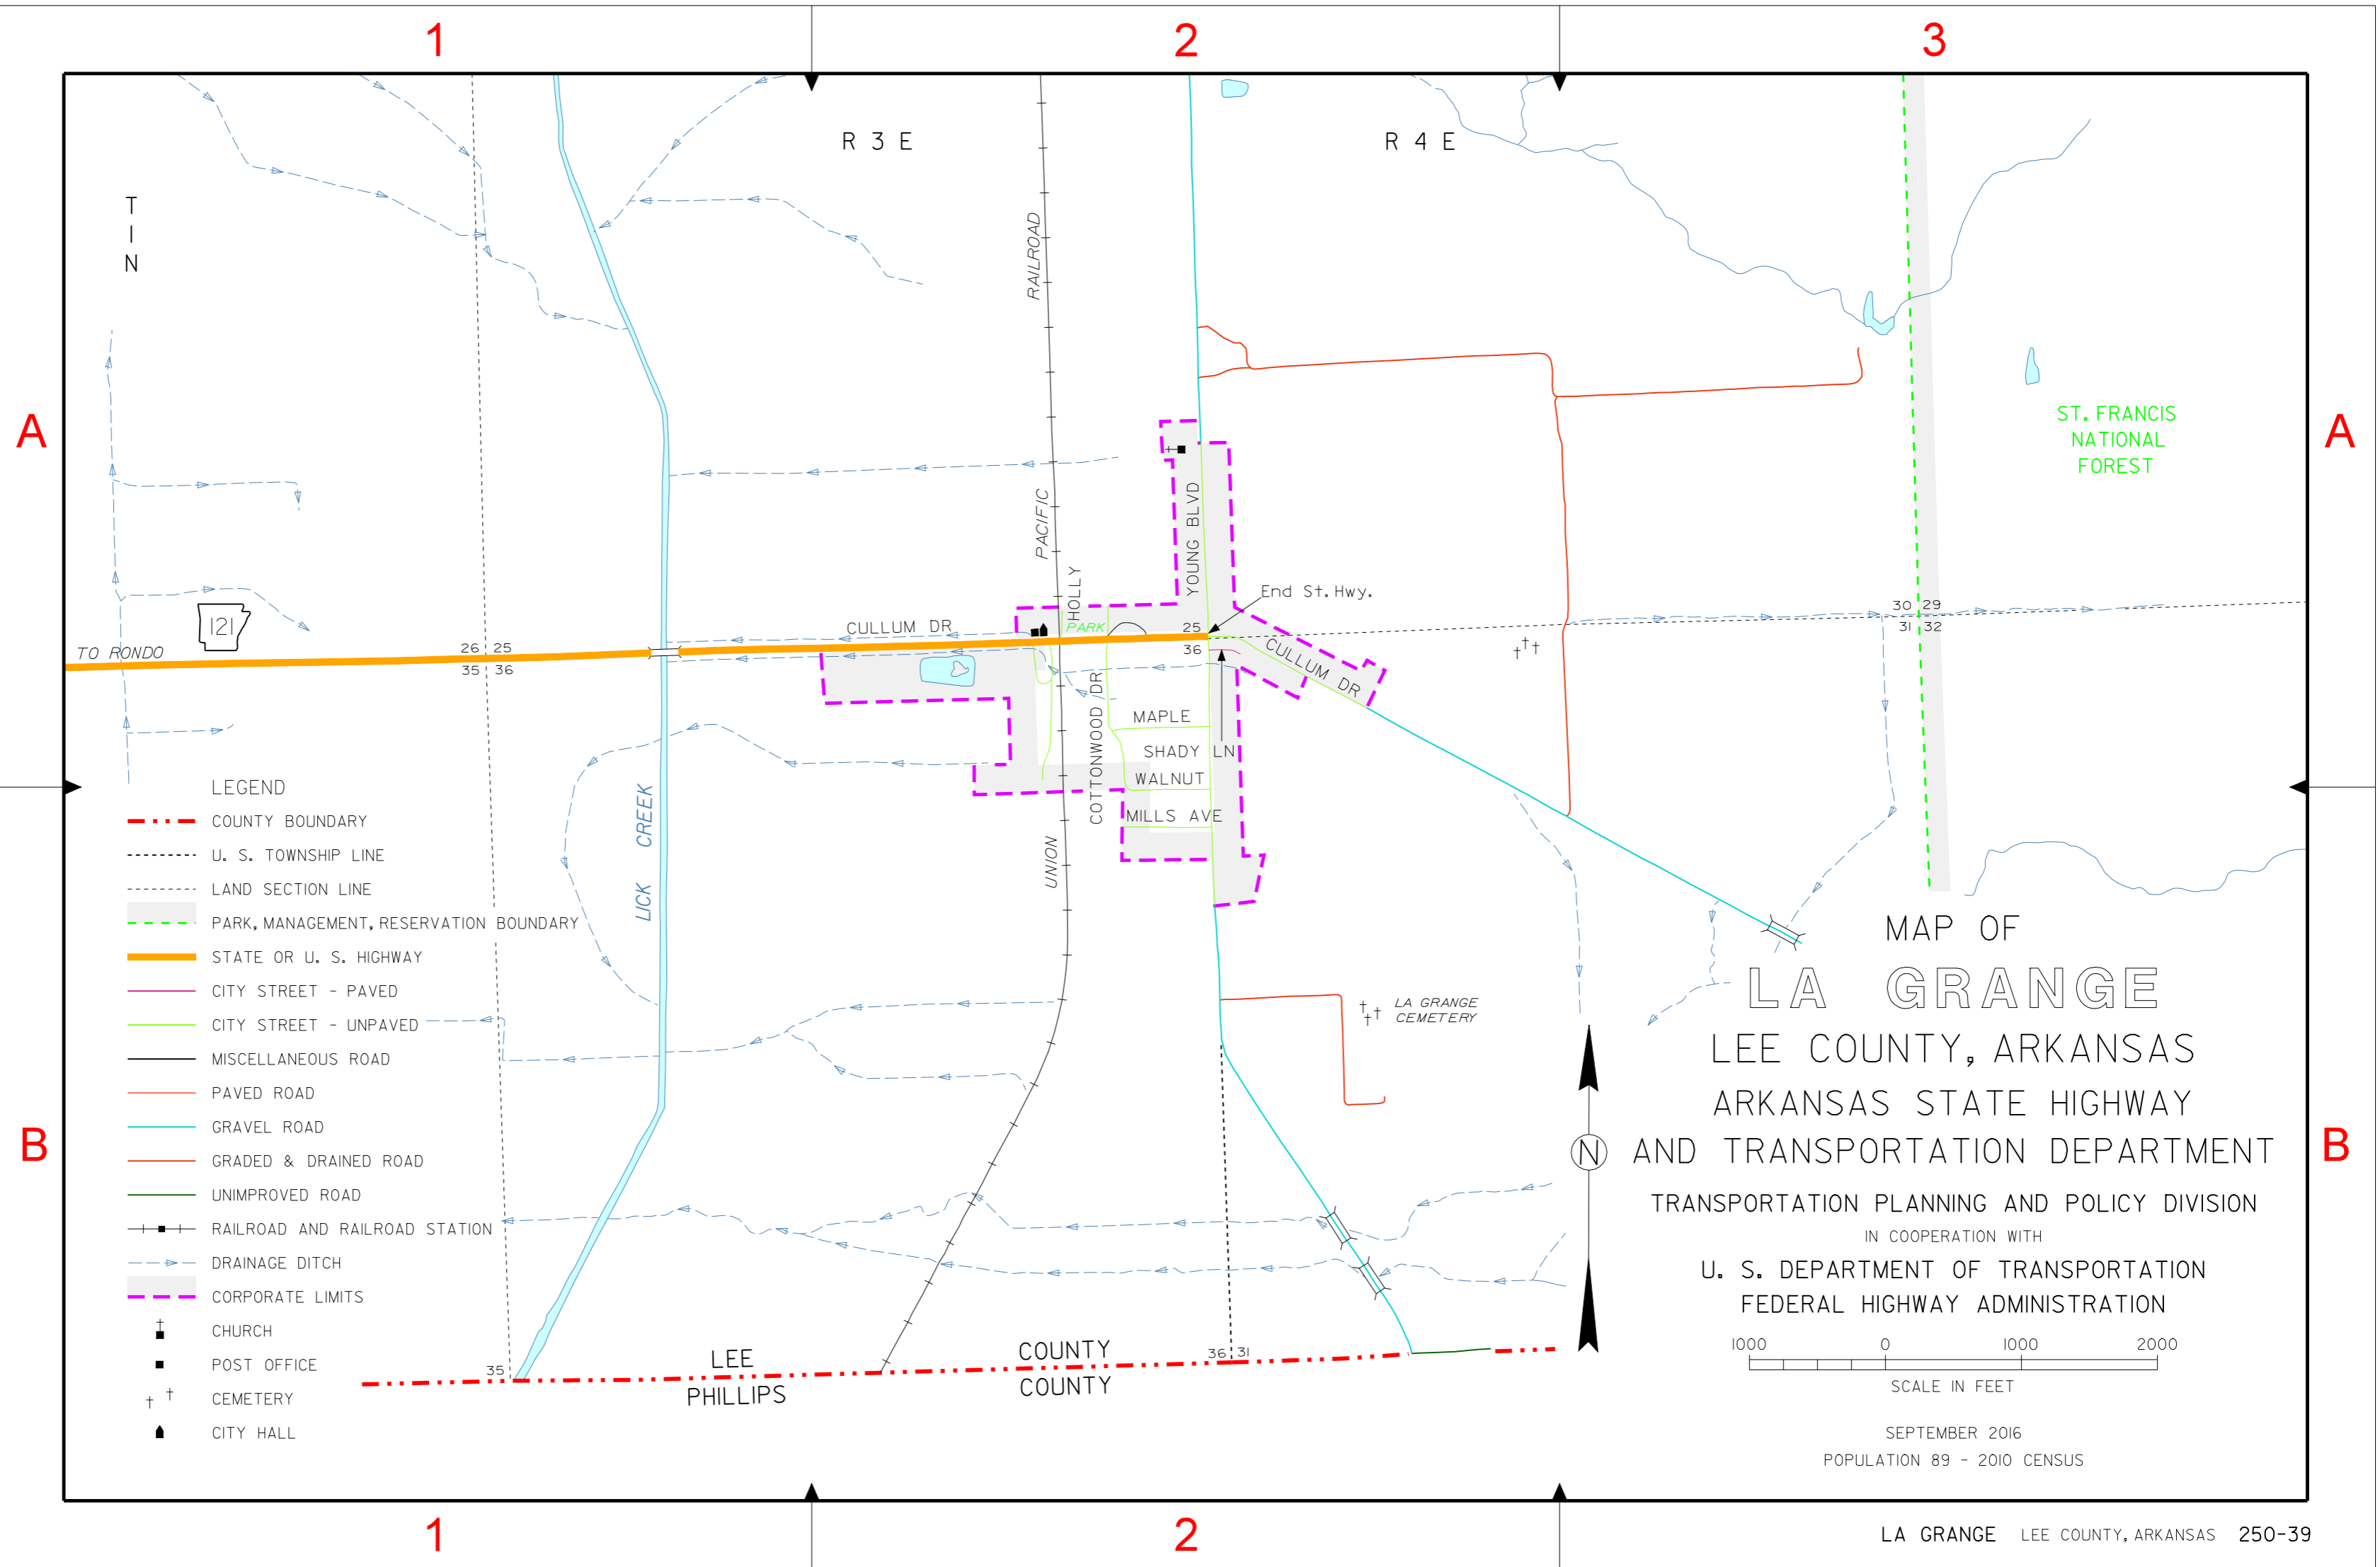 1
2
3
R 3 E
R 4 E
T
1
N
RAILROAD
A
A
ST. FRANCIS
NATIONAL
FOREST
PACIFIC
YOUNG BLVD
HOLLY
End St. Hwy.
121
30 29
31 32
CULLUM DR
PARK
25
36
TO RONDO
26 25
35 36
CULLUM DR
COTTONWOOD DR
MAPLE
SHADY LN
WALNUT
MILLS AVE
UNION
LICK CREEK
LEGEND
COUNTY BOUNDARY
U. S. TOWNSHIP LINE
LAND SECTION LINE
PARK, MANAGEMENT, RESERVATION BOUNDARY
STATE OR U. S. HIGHWAY
CITY STREET - PAVED
CITY STREET - UNPAVED
MISCELLANEOUS ROAD
PAVED ROAD
GRAVEL ROAD
GRADED & DRAINED ROAD
UNIMPROVED ROAD
RAILROAD AND RAILROAD STATION
DRAINAGE DITCH
CORPORATE LIMITS
CHURCH
POST OFFICE
CEMETERY
CITY HALL
LA GRANGE
CEMETERY
B
B
35
LEE COUNTY
PHILLIPS COUNTY
36 31
N
MAP OF
LA GRANGE
LEE COUNTY, ARKANSAS
ARKANSAS STATE HIGHWAY
AND TRANSPORTATION DEPARTMENT
TRANSPORTATION PLANNING AND POLICY DIVISION
IN COOPERATION WITH
U. S. DEPARTMENT OF TRANSPORTATION
FEDERAL HIGHWAY ADMINISTRATION
1000 0 1000 2000
SCALE IN FEET
SEPTEMBER 2016
POPULATION 89 - 2010 CENSUS
1
2
LA GRANGE LEE COUNTY, ARKANSAS 250-39